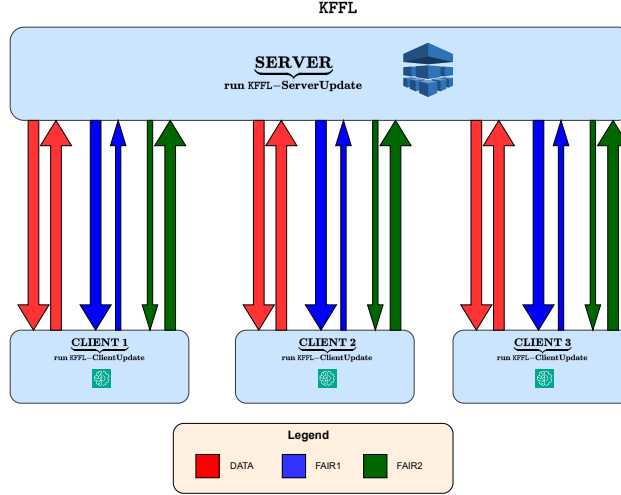 KFFL
SERVER
run KFFL−ServerUpdate
CLIENT 1
run KFFL−ClientUpdate
CLIENT 2
run KFFL−ClientUpdate
CLIENT 3
run KFFL−ClientUpdate
Legend
DATA
FAIR1
FAIR2